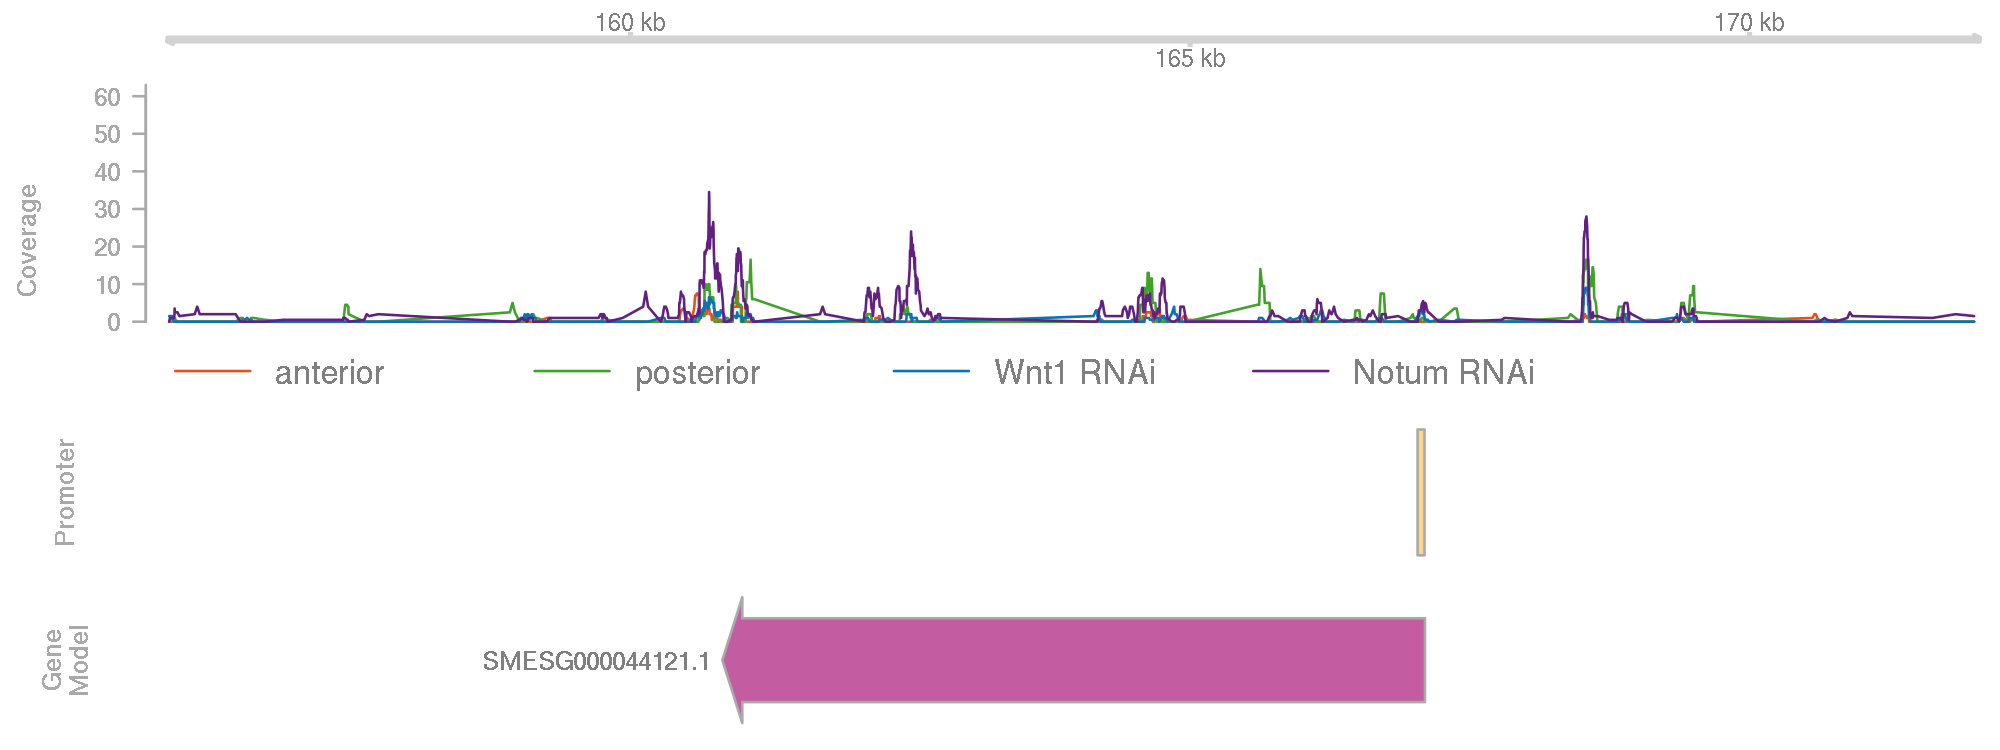 160 kb
170 kb
165 kb
60
50
40
30
20
10
0
Coverage
anterior
posterior
Wnt1 RNAi
Notum RNAi
Promoter
Gene
Model
SMESG000044121.1